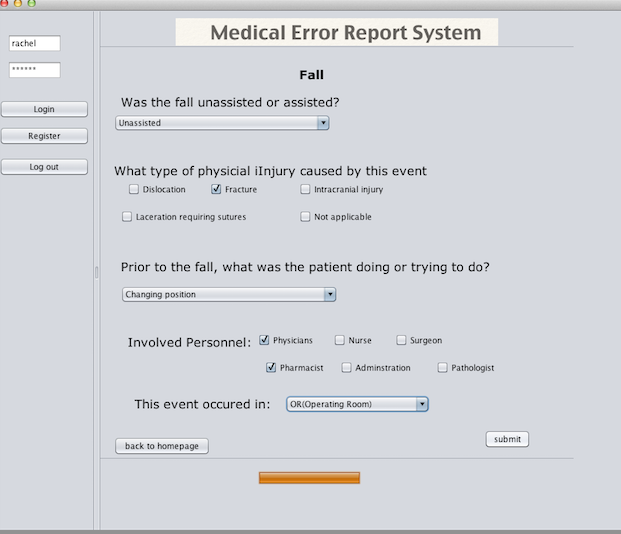 Medical Error Report System
rachel
******
Login
Register
Log out
Fall
Was the fall unassisted or assisted?
Unassisted
What type of physicial iInjury caused by this event
Dislocation Fracture Intracranial injury
Laceration requiring sutures Not applicable
Prior to the fall, what was the patient doing or trying to do?
Changing position
Involved Personnel: Physicians Nurse Surgeon
Pharmacist Adminstration Pathologist
This event occured in: OR(Operating Room)
submit
back to homepage